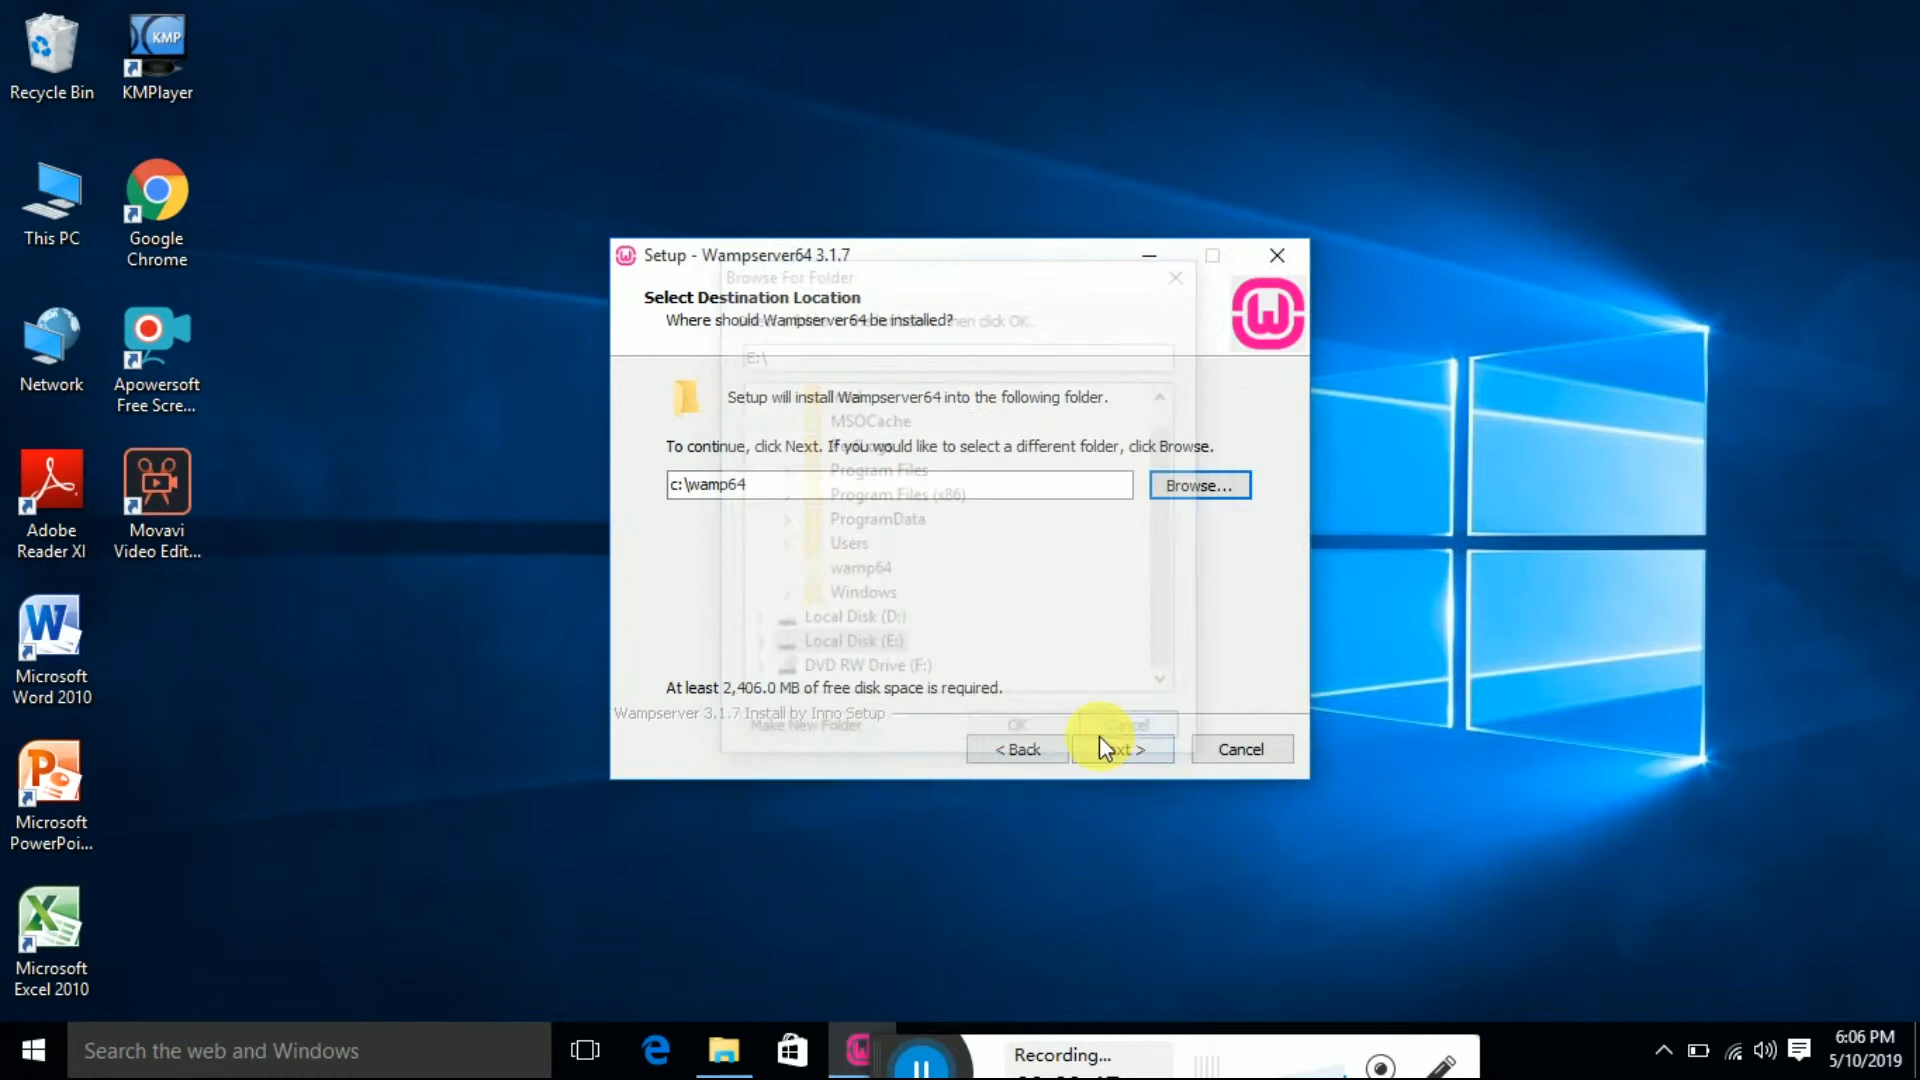 Recycle Bin
KMP
KMPlayer
This PC
Google
Chrome
Network
Apowersoft
Free Scre...
Adobe
Reader XI
Movavi
Video Edit...
Microsoft
Word 2010
Microsoft
PowerPoi...
Microsoft
Excel 2010
Setup - Wampserver64 3.1.7
Browse For Folder
Select Destination Location
Where should Wampserver64 be installed?
then click OK.
E:\
Setup will install Wampserver64 into the following folder.
MSOCache
To continue, click Next. If you would like to select a different folder, click Browse.
Program Files
c:\wamp64
Browse...
Program Files (x86)
ProgramData
Users
wamp64
Windows
Local Disk (D:)
Local Disk (E:)
DVD RW Drive (F:)
At least 2,406.0 MB of free disk space is required.
Wampserver 3.1.7 Install by Inno Setup
Make New Folder
OK
Cancel
< Back
Next >
Cancel
Search the web and Windows
Recording...
6:06 PM
5/10/2019